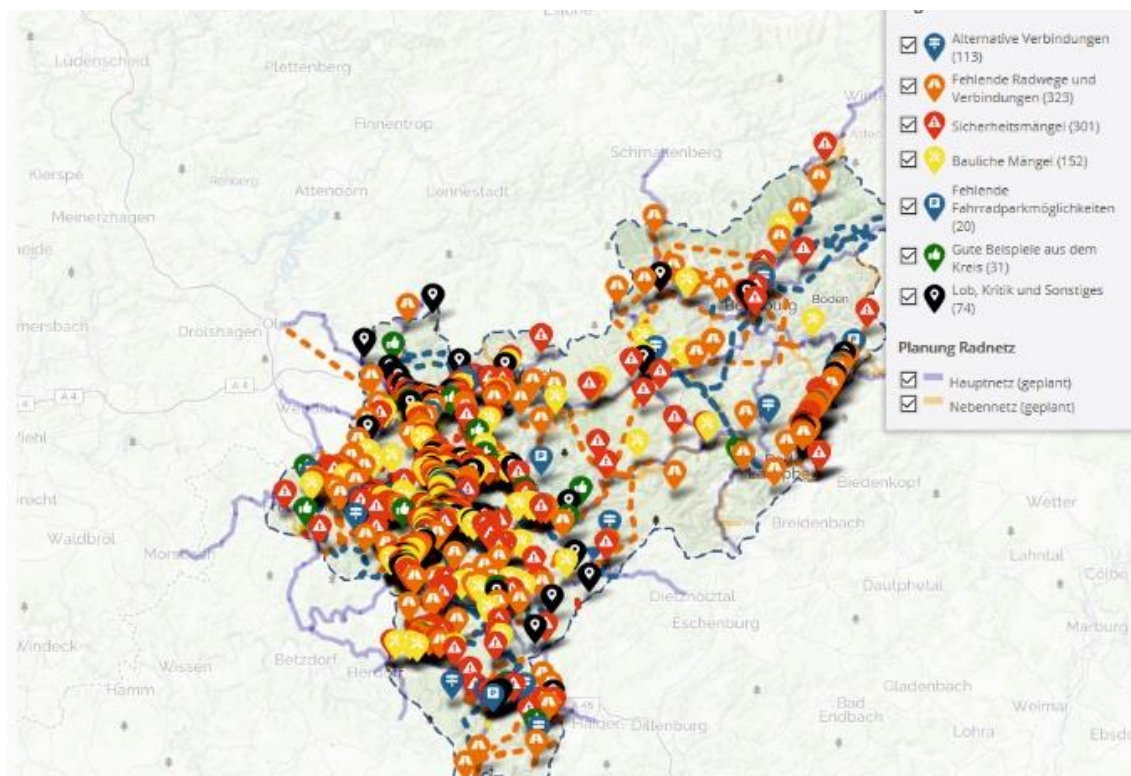 Lüdenscheid
Plettenberg
Finnentrop
Schmallenberg
Kierspe
Attendorn
Lennestadt
Meinerzhagen
Drolshagen
A 4
A 4
Waldbröl
Morsbach
Biedenkopf
Breidenbach
Wetter
Lahntal
Cölbe
Dautphetal
Marburg
Dietzhölztal
Eschenburg
Windeck
Wissen
Betzdorf
Herdorf
Hamm
A 45
Haiger
Dillenburg
Gladenbach
Bad
Endbach
Weimar
Lohra
Alternative Verbindungen
(113)
Fehlende Radwege und
Verbindungen (323)
Sicherheitsmängel (301)
Bauliche Mängel (152)
Fehlende
Fahrradparkmöglichkeiten
(20)
Gute Beispiele aus dem
Kreis (31)
Lob, Kritik und Sonstiges
(74)
Planung Radnetz
Hauptnetz (geplant)
Nebennetz (geplant)